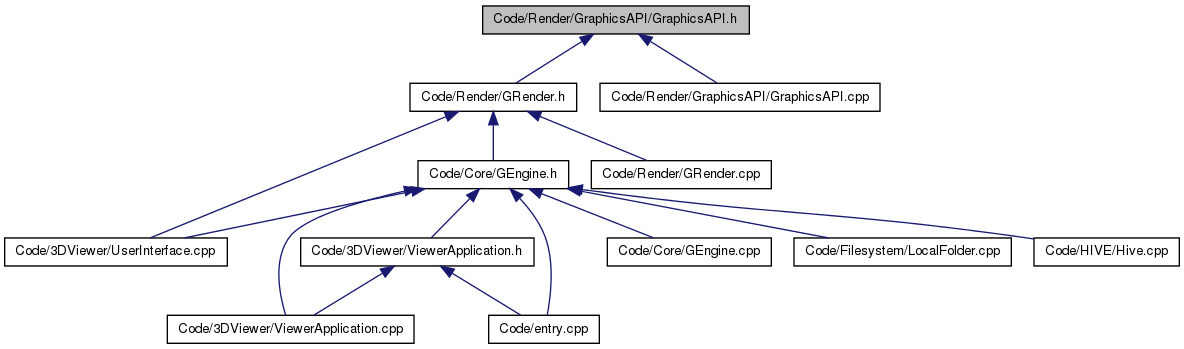 Code/Render/GraphicsAPI/GraphicsAPI.h
Code/Render/GRender.h
Code/Render/GraphicsAPI/GraphicsAPI.cpp
Code/Core/GEngine.h
Code/Render/GRender.cpp
Code/3DViewer/UserInterface.cpp
Code/3DViewer/ViewerApplication.h
Code/Core/GEngine.cpp
Code/Filesystem/LocalFolder.cpp
Code/HIVE/Hive.cpp
Code/3DViewer/ViewerApplication.cpp
Code/entry.cpp